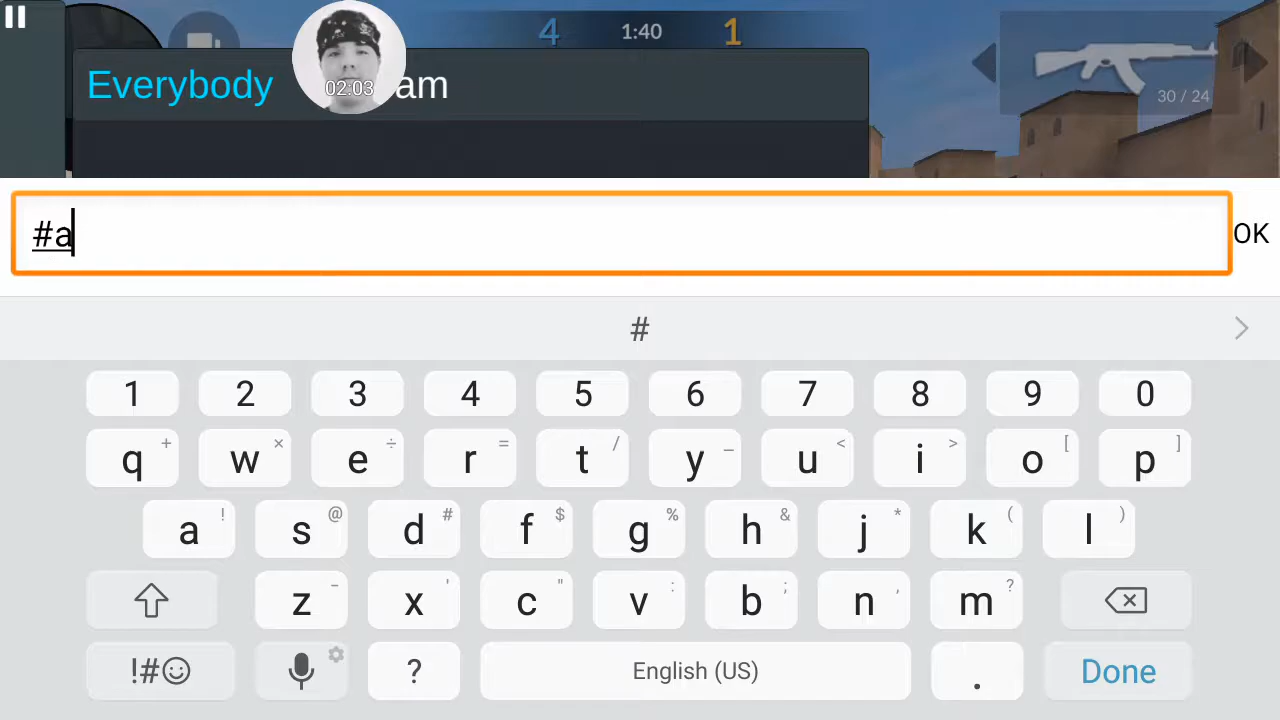 4 1:40 1
Everybody am
02:03
30 / 24
#a
OK
#
1 2 3 4 5 6 7 8 9 0
q + w × e ÷ r = t / y _ u < i > o [ p ]
a ! s @ d # f $ g % h & j * k ( l )
z - x ' c " v : b ; n , m ?
!#☺ ? English (US) . Done